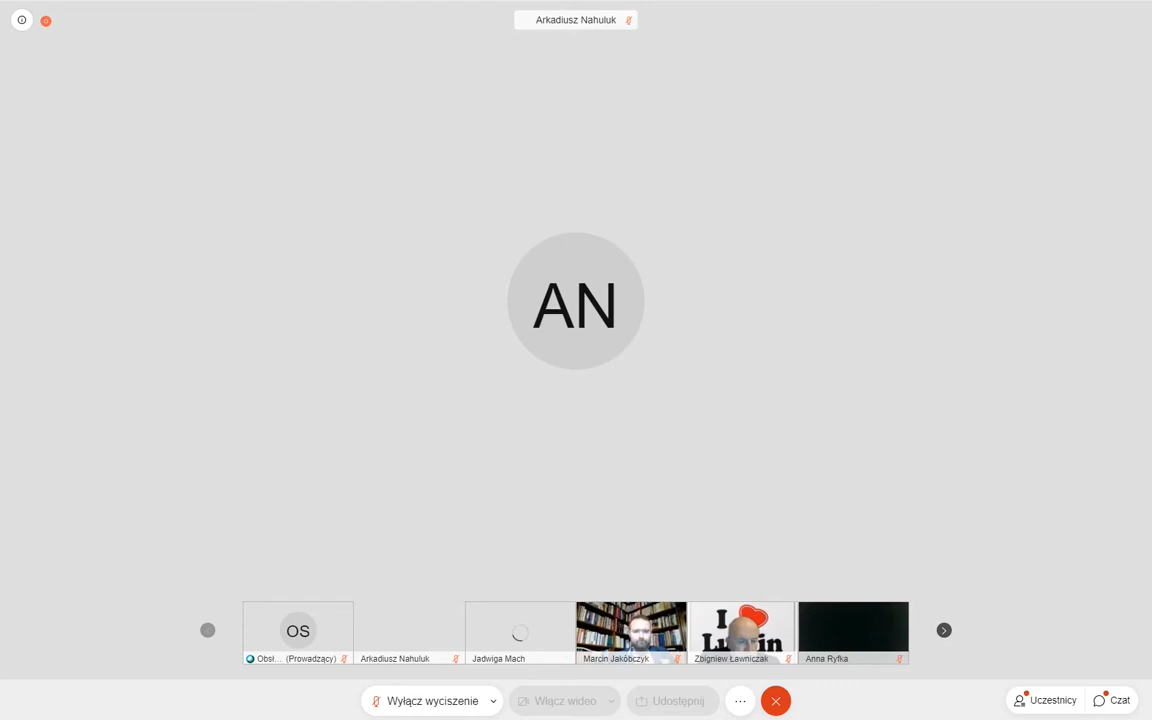 Arkadiusz Nahuluk
AN
OS
Obsł... (Prowadzący)
Arkadiusz Nahuluk
Jadwiga Mach
Marcin Jakóbczyk
I
Lubin
Zbigniew Ławniczak
Anna Ryfka
Wyłącz wyciszenie
Włącz wideo
Udostępnij
Uczestnicy
Czat